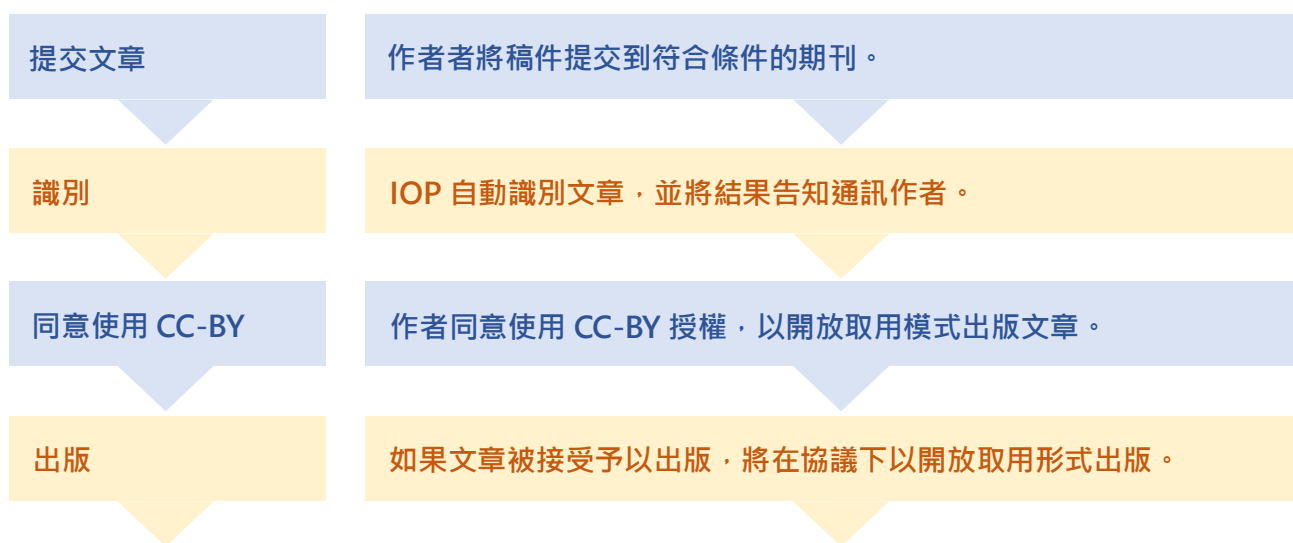 提交文章
作者者將稿件提交到符合條件的期刊。
識別
IOP 自動識別文章，並將結果告知通訊作者。
同意使用 CC-BY
作者同意使用 CC-BY 授權，以開放取用模式出版文章。
出版
如果文章被接受予以出版，將在協議下以開放取用形式出版。